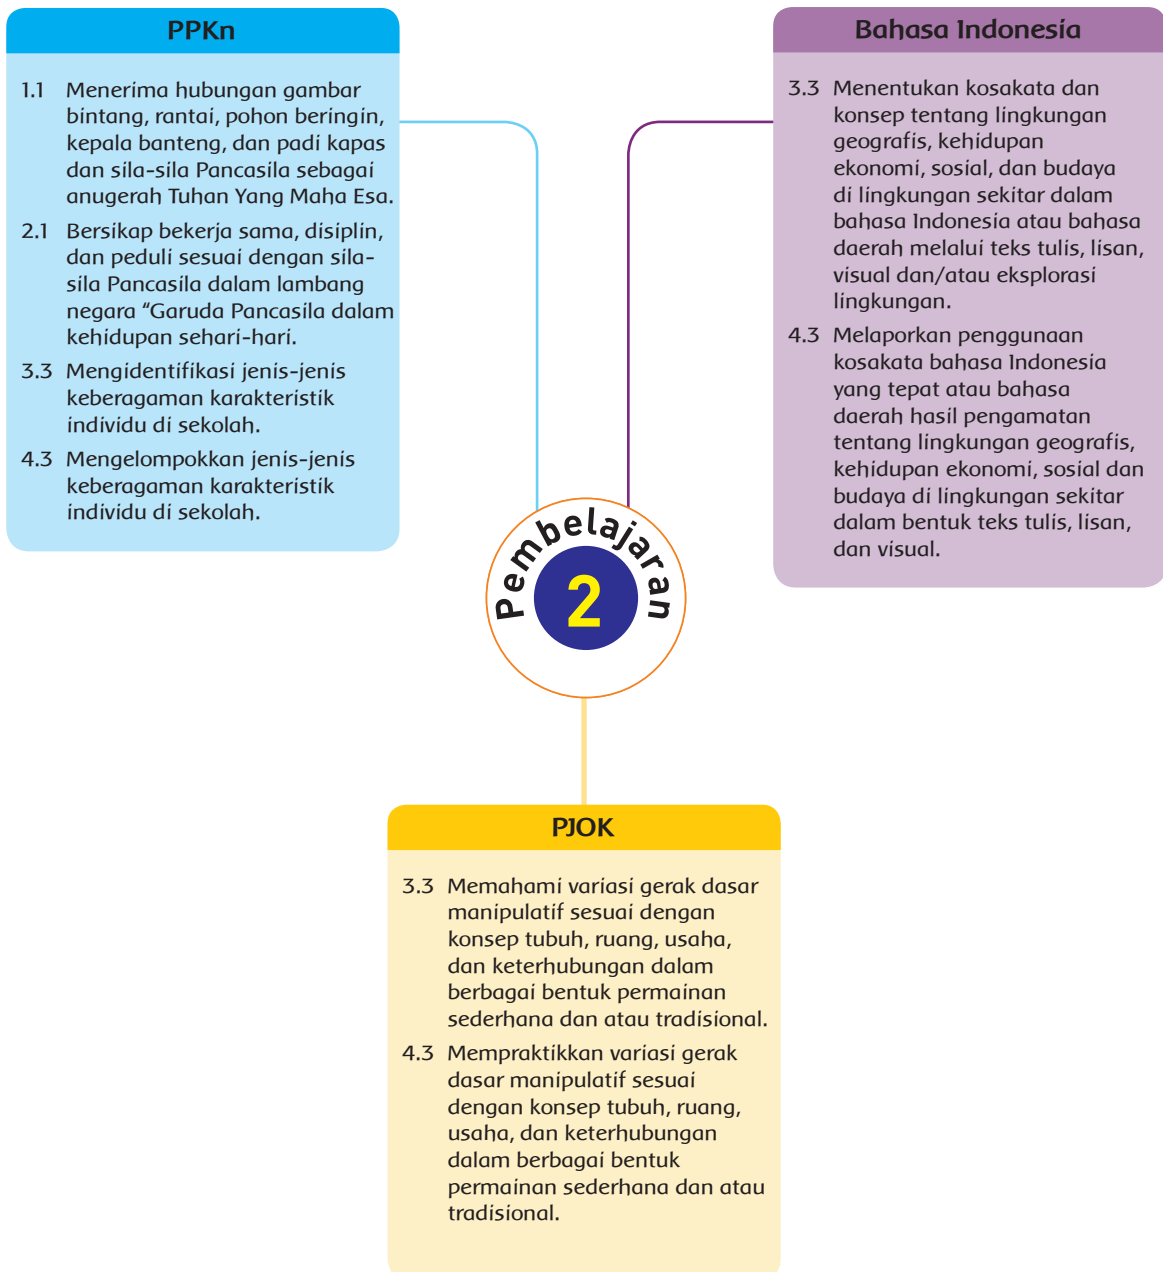 PPKn
1.1 Menerima hubungan gambar
bintang, rantai, pohon beringin,
kepala banteng, dan padi kapas
dan sila-sila Pancasila sebagai
anugerah Tuhan Yang Maha Esa.
2.1 Bersikap bekerja sama, disiplin,
dan peduli sesuai dengan sila-
sila Pancasila dalam lambang
negara “Garuda Pancasila dalam
kehidupan sehari-hari.
3.3 Mengidentifikasi jenis-jenis
keberagaman karakteristik
individu di sekolah.
4.3 Mengelompokkan jenis-jenis
keberagaman karakteristik
individu di sekolah.
Bahasa Indonesia
3.3 Menentukan kosakata dan
konsep tentang lingkungan
geografis, kehidupan
ekonomi, sosial, dan budaya
di lingkungan sekitar dalam
bahasa Indonesia atau bahasa
daerah melalui teks tulis, lisan,
visual dan/atau eksplorasi
lingkungan.
4.3 Melaporkan penggunaan
kosakata bahasa Indonesia
yang tepat atau bahasa
daerah hasil pengamatan
tentang lingkungan geografis,
kehidupan ekonomi, sosial dan
budaya di lingkungan sekitar
dalam bentuk teks tulis, lisan,
dan visual.
Pembelajaran
2
PJOK
3.3 Memahami variasi gerak dasar
manipulatif sesuai dengan
konsep tubuh, ruang, usaha,
dan keterhubungan dalam
berbagai bentuk permainan
sederhana dan atau tradisional.
4.3 Mempraktikkan variasi gerak
dasar manipulatif sesuai
dengan konsep tubuh, ruang,
usaha, dan keterhubungan
dalam berbagai bentuk
permainan sederhana dan atau
tradisional.